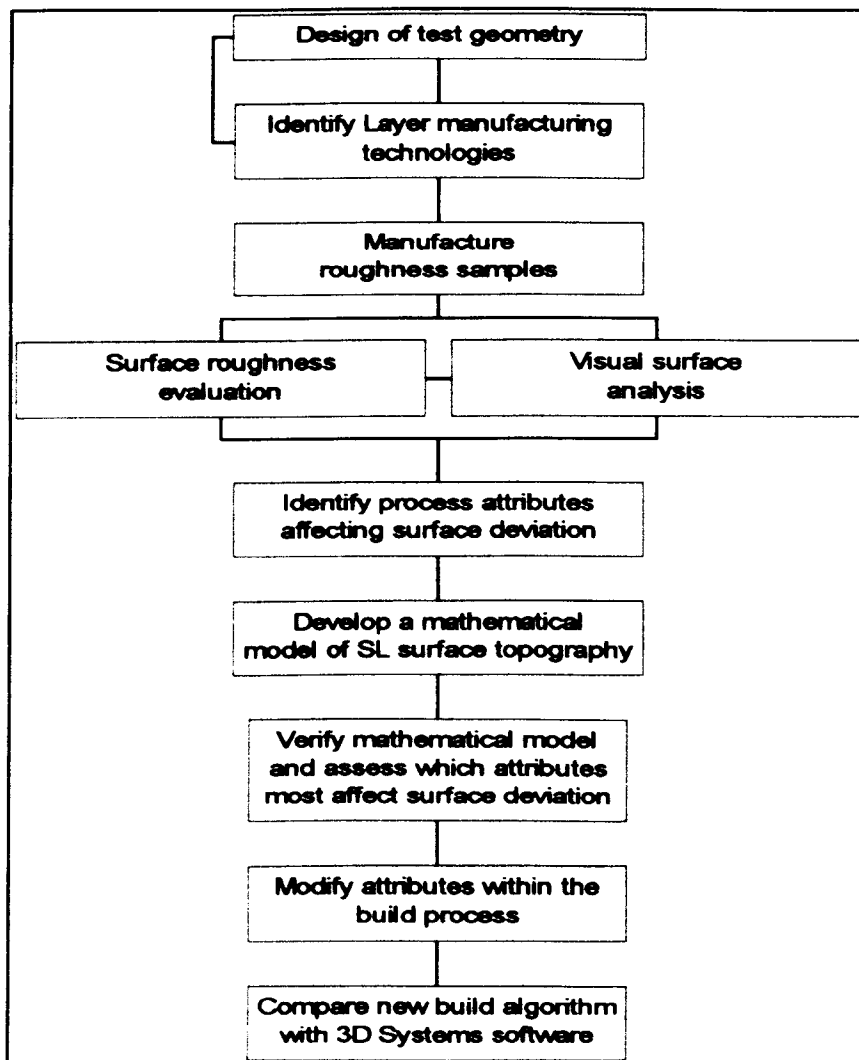 Design of test geometry
Identify Layer manufacturing
technologies
Manufacture
roughness samples
Surface roughness
evaluation
Visual surface
analysis
Identify process attributes
affecting surface deviation
Develop a mathematical
model of SL surface topography
Verify mathematical model
and assess which attributes
most affect surface deviation
Modify attributes within the
build process
Compare new build algorithm
with 3D Systems software